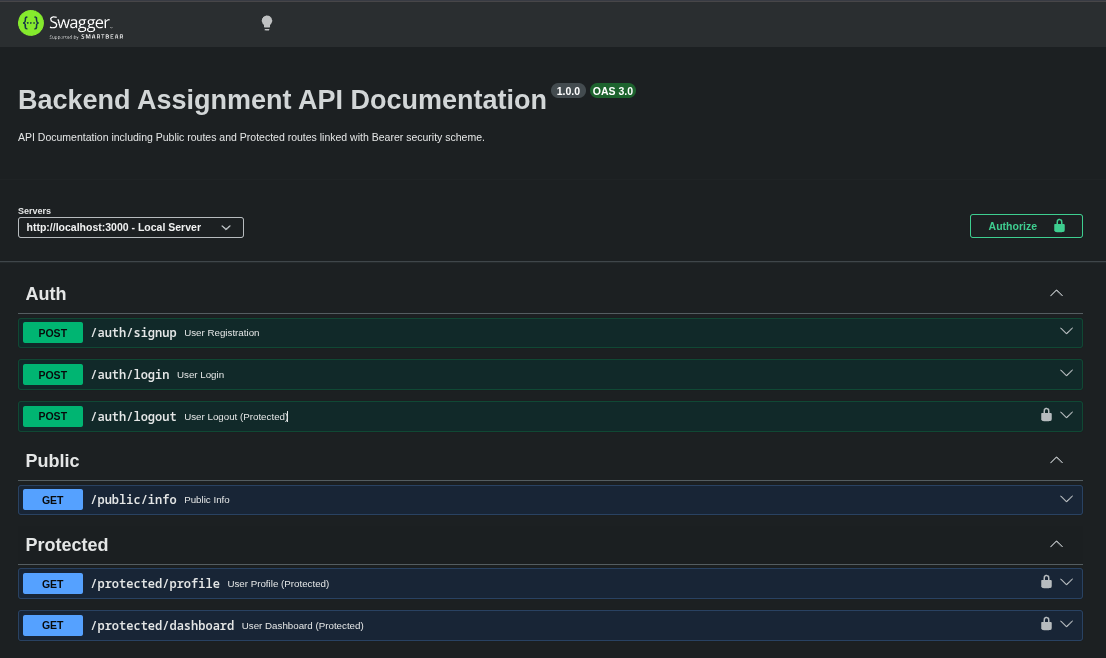 Swagger
Supported by SMARTBEAR
Backend Assignment API Documentation 1.0.0 OAS 3.0
API Documentation including Public routes and Protected routes linked with Bearer security scheme.
Servers
http://localhost:3000 - Local Server
Authorize
Auth
POST /auth/signup User Registration
POST /auth/login User Login
POST /auth/logout User Logout (Protected)
Public
GET /public/info Public Info
Protected
GET /protected/profile User Profile (Protected)
GET /protected/dashboard User Dashboard (Protected)